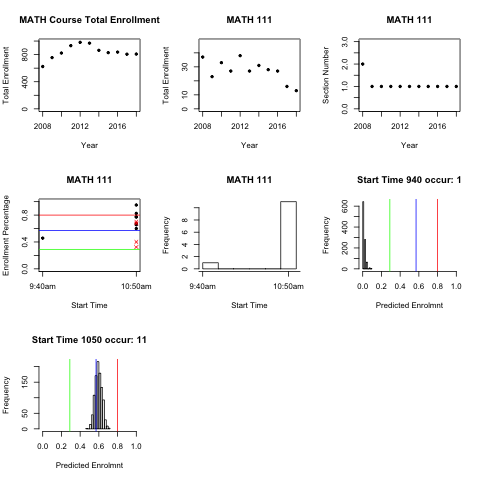 MATH Course Total Enrollment
Total Enrollment
0 400 800
2008 2012 2016
Year
MATH 111
Total Enrollment
0 10 30
2008 2012 2016
Year
MATH 111
Section Number
0.0 1.0 2.0 3.0
2008 2012 2016
Year
MATH 111
Enrollment Percentage
0.0 0.4 0.8
9:40am 10:50am
Start Time
MATH 111
Frequency
0 2 4 6 8
9:40am 10:50am
Start Time
Start Time 940 occur: 1
Frequency
0 200 400 600
0.0 0.2 0.4 0.6 0.8 1.0
Predicted Enrolmnt
Start Time 1050 occur: 11
Frequency
0 50 150
0.0 0.2 0.4 0.6 0.8 1.0
Predicted Enrolmnt